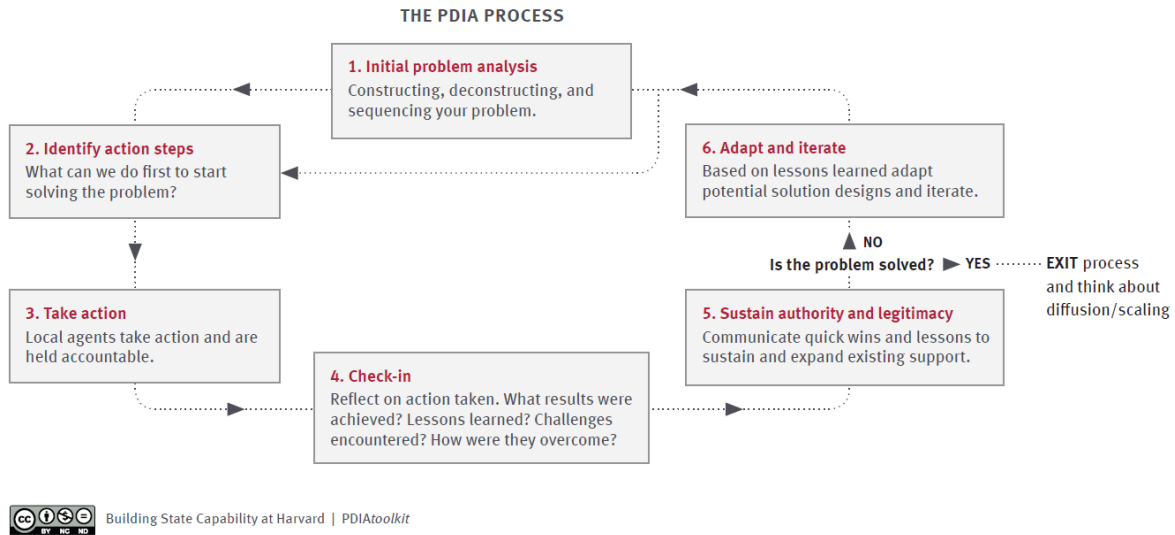 THE PDIA PROCESS
1. Initial problem analysis
Constructing, deconstructing, and
sequencing your problem.
2. Identify action steps
What can we do first to start
solving the problem?
3. Take action
Local agents take action and are
held accountable.
4. Check-in
Reflect on action taken. What results were
achieved? Lessons learned? Challenges
encountered? How were they overcome?
5. Sustain authority and legitimacy
Communicate quick wins and lessons to
sustain and expand existing support.
Is the problem solved?
YES
EXIT process
and think about
diffusion/scaling
NO
6. Adapt and iterate
Based on lessons learned adapt
potential solution designs and iterate.
cc
BY NC ND
Building State Capability at Harvard | PDIAtoolkit